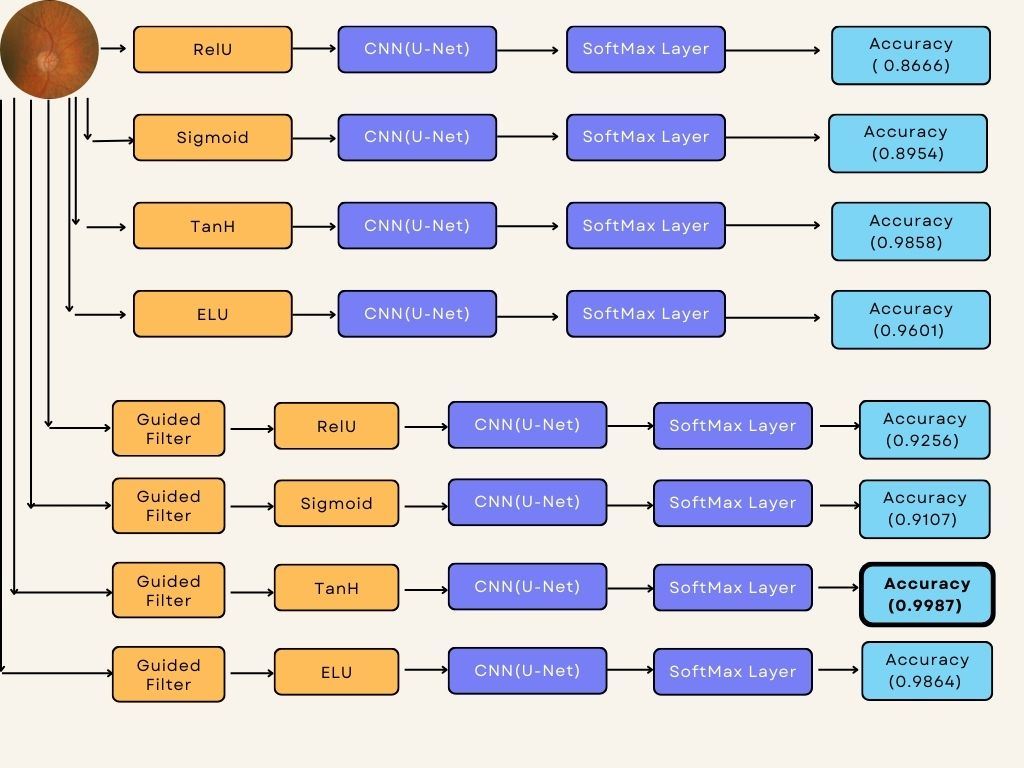 RelU
CNN(U-Net)
SoftMax Layer
Accuracy
( 0.8666)
Sigmoid
CNN(U-Net)
SoftMax Layer
Accuracy
(0.8954)
TanH
CNN(U-Net)
SoftMax Layer
Accuracy
(0.9858)
ELU
CNN(U-Net)
SoftMax Layer
Accuracy
(0.9601)
Guided
Filter
RelU
CNN(U-Net)
SoftMax Layer
Accuracy
(0.9256)
Guided
Filter
Sigmoid
CNN(U-Net)
SoftMax Layer
Accuracy
(0.9107)
Guided
Filter
TanH
CNN(U-Net)
SoftMax Layer
Accuracy
(0.9987)
Guided
Filter
ELU
CNN(U-Net)
SoftMax Layer
Accuracy
(0.9864)